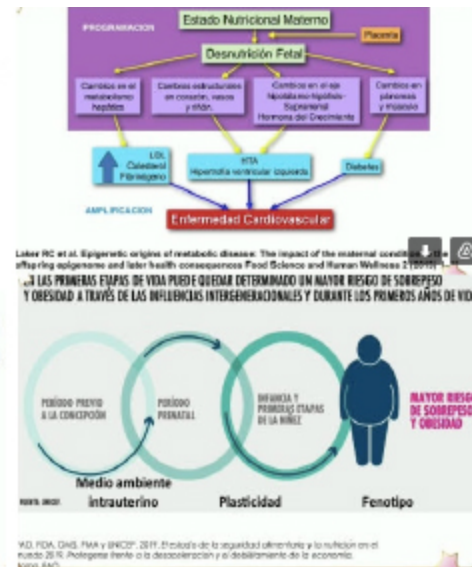 PROGRAMACION
Estado Nutricional Materno
Placenta
Desnutrición Fetal
Cambios en el
metabolismo
hepático
Cambios estructurales
en corazón, vasos
y riñón.
Cambios en el eje
hipotálamo-hipófisis-
Suprarrenal
Hormona del Crecimiento
Cambios en
páncreas
y músculo
LDL
Colesterol
Fibrinógeno
HTA
Hipertrofia ventricular izquierda
Diabetes
AMPLIFICACION
Enfermedad Cardiovascular
Laker RC et al. Epigenetic origins of metabolic disease: The impact of the maternal condition the
offspring epigenome and later health consequences Food Science and Human Wellness 2 (2013)
LAS PRIMERAS ETAPAS DE VIDA PUEDE QUEDAR DETERMINADO UN MAYOR RIESGO DE SOBREPESO
Y OBESIDAD A TRAVÉS DE LAS INFLUENCIAS INTERGENERACIONALES Y DURANTE LOS PRIMEROS AÑOS DE VID
PERÍODO PREVIO
A LA CONCEPCIÓN
PERÍODO
PRENATAL
INFANCIA Y
PRIMERAS ETAPAS
DE LA NIÑEZ
MAYOR RIESG
DE SOBREPESO
Y OBESIDAD
Medio ambiente
intrauterino
Plasticidad
Fenotipo
FUENTE: UNICEF.
FIDA, OMS, PMA y UNICEF. 2019. El estado de la seguridad alimentaria y la nutrición en el
mundo 2019. Protegerse frente a la desaceleración y el debilitamiento de la economía.
Roma, FAO.